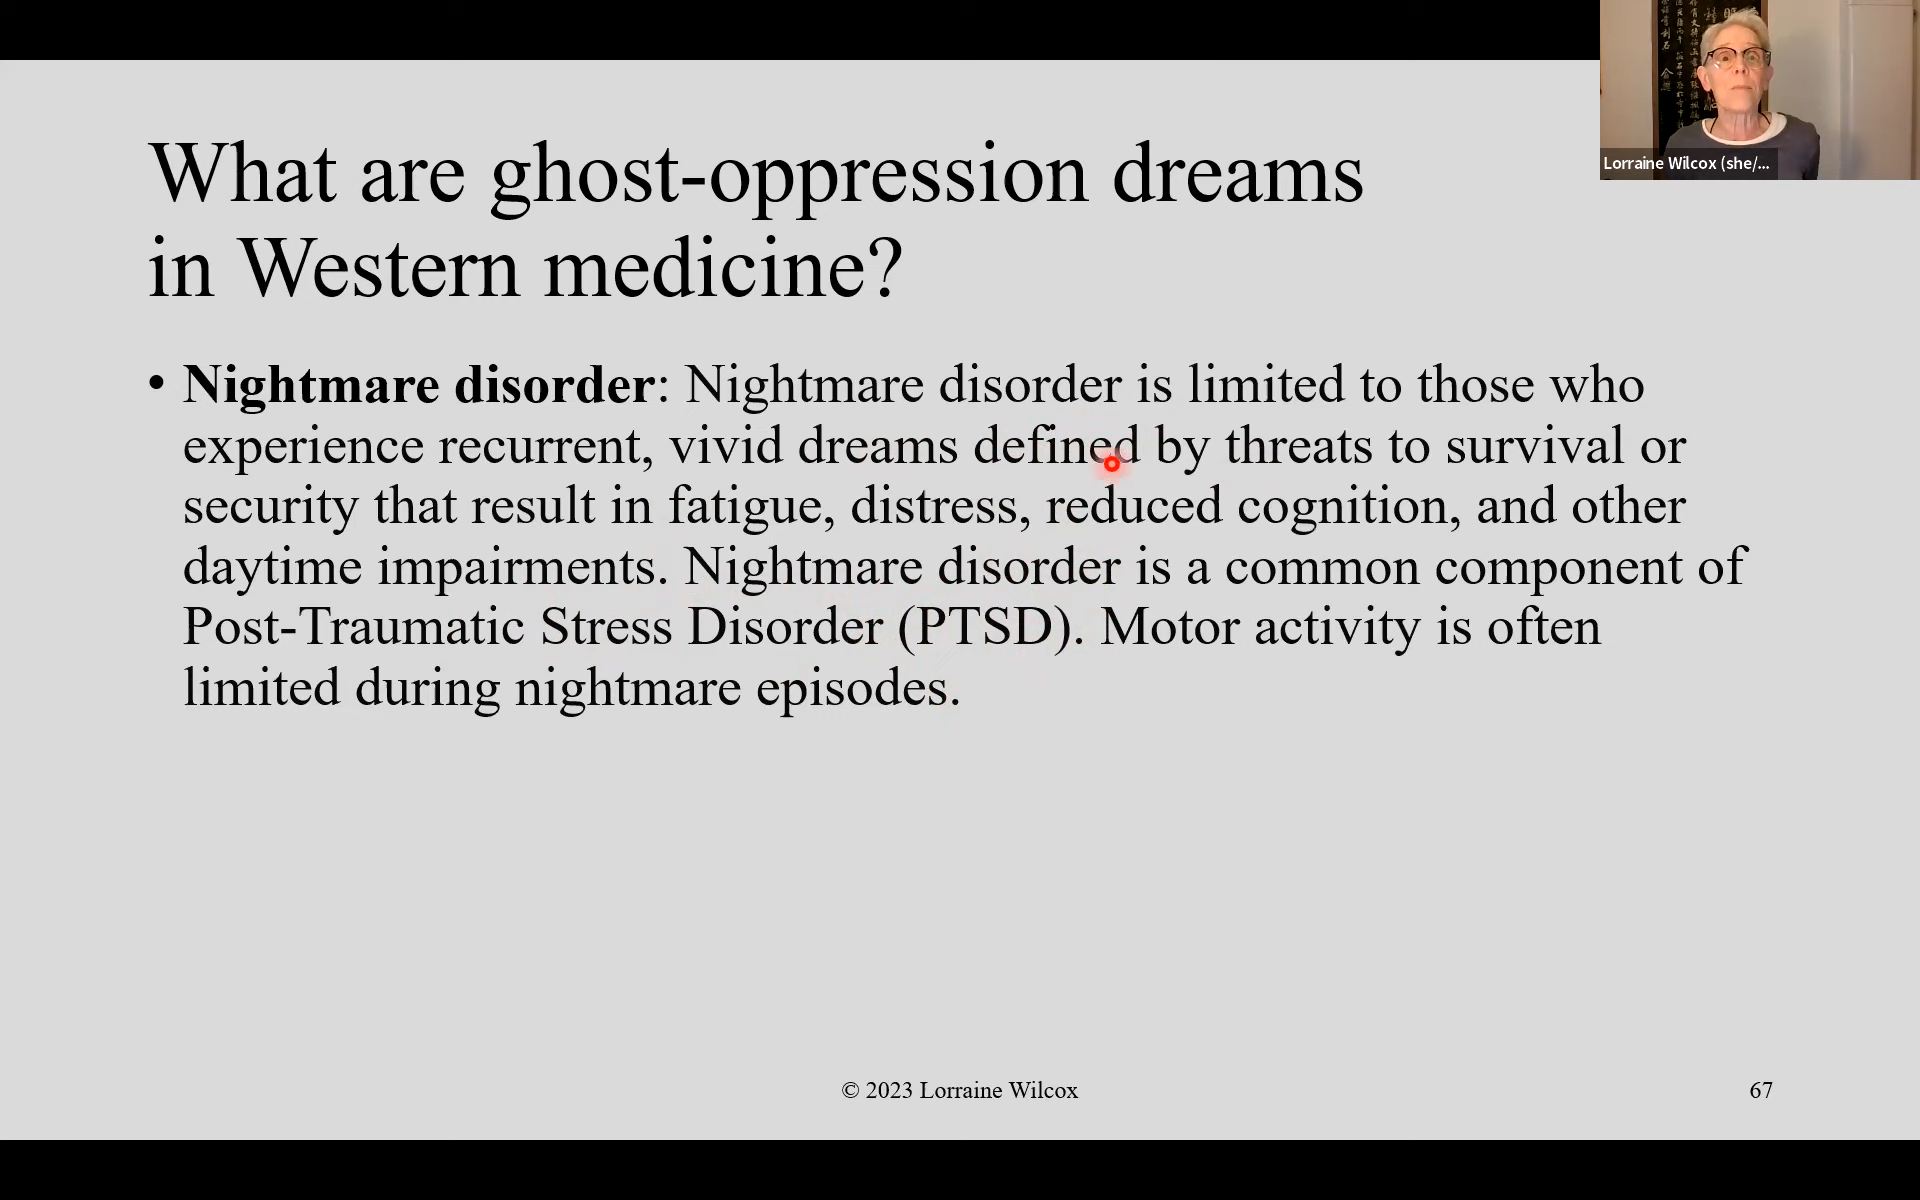 What are ghost-oppression dreams
in Western medicine?
• Nightmare disorder: Nightmare disorder is limited to those who
experience recurrent, vivid dreams defined by threats to survival or
security that result in fatigue, distress, reduced cognition, and other
daytime impairments. Nightmare disorder is a common component of
Post-Traumatic Stress Disorder (PTSD). Motor activity is often
limited during nightmare episodes.
Lorraine Wilcox (she/...
© 2023 Lorraine Wilcox
67